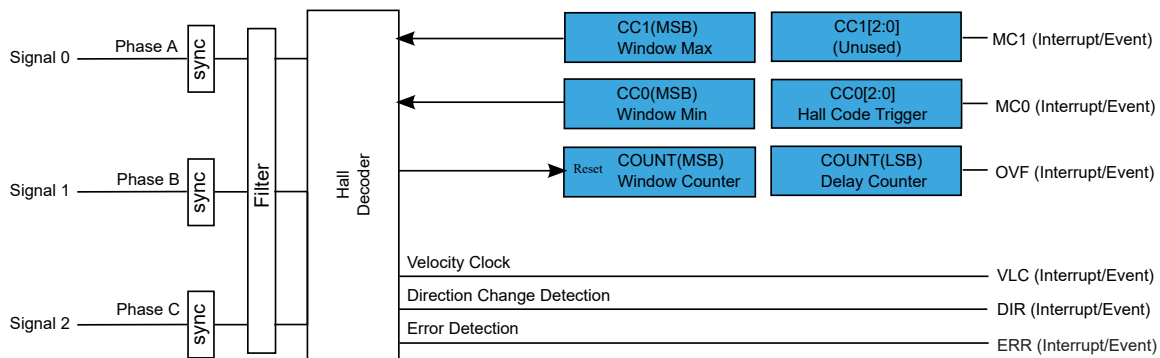 Signal 0
Phase A
sync
Signal 1
Phase B
sync
Signal 2
Phase C
sync
Filter
Hall
Decoder
CC1(MSB)
Window Max
CC1[2:0]
(Unused)
MC1 (Interrupt/Event)
CC0(MSB)
Window Min
CC0[2:0]
Hall Code Trigger
MC0 (Interrupt/Event)
Reset
COUNT(MSB)
Window Counter
COUNT(LSB)
Delay Counter
OVF (Interrupt/Event)
Velocity Clock
VLC (Interrupt/Event)
Direction Change Detection
DIR (Interrupt/Event)
Error Detection
ERR (Interrupt/Event)